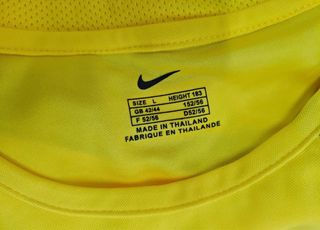 SIZE L HEIGHT 183
GB 42/44 152/56
F 52/56 D52/56
MADE IN THAILAND
FABRIQUE EN THAILANDE